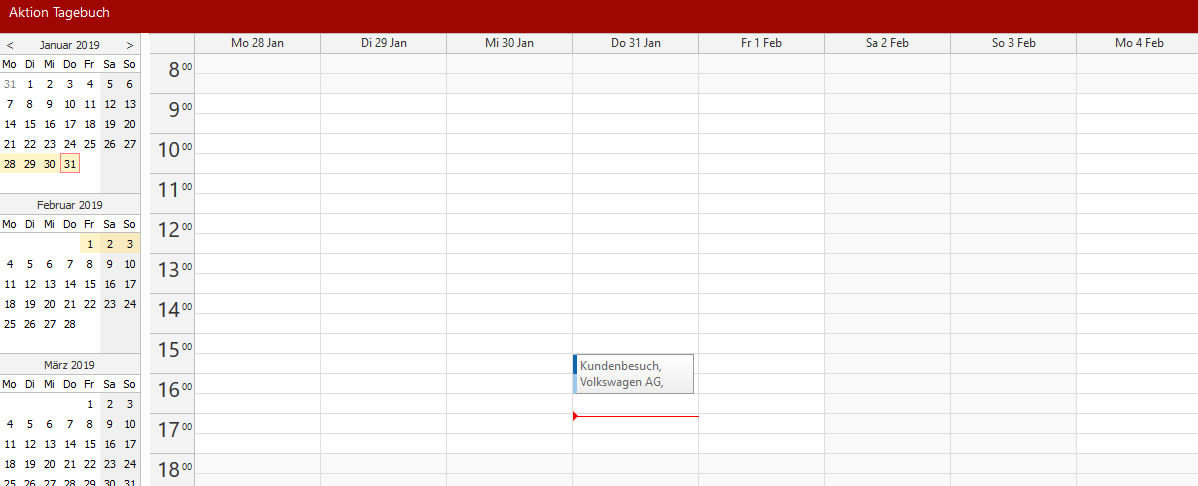 Aktion Tagebuch
< Januar 2019 >
Mo Di Mi Do Fr Sa So
31 1 2 3 4 5 6
7 8 9 10 11 12 13
14 15 16 17 18 19 20
21 22 23 24 25 26 27
28 29 30 31
Februar 2019
Mo Di Mi Do Fr Sa So
1 2 3
4 5 6 7 8 9 10
11 12 13 14 15 16 17
18 19 20 21 22 23 24
25 26 27 28
März 2019
Mo Di Mi Do Fr Sa So
1 2 3
4 5 6 7 8 9 10
11 12 13 14 15 16 17
18 19 20 21 22 23 24
25 26 27 28 29 30 31
Mo 28 Jan Di 29 Jan Mi 30 Jan Do 31 Jan Fr 1 Feb Sa 2 Feb So 3 Feb Mo 4 Feb
8 00
9 00
10 00
11 00
12 00
13 00
14 00
15 00
Kundenbesuch,
Volkswagen AG,
16 00
17 00
18 00